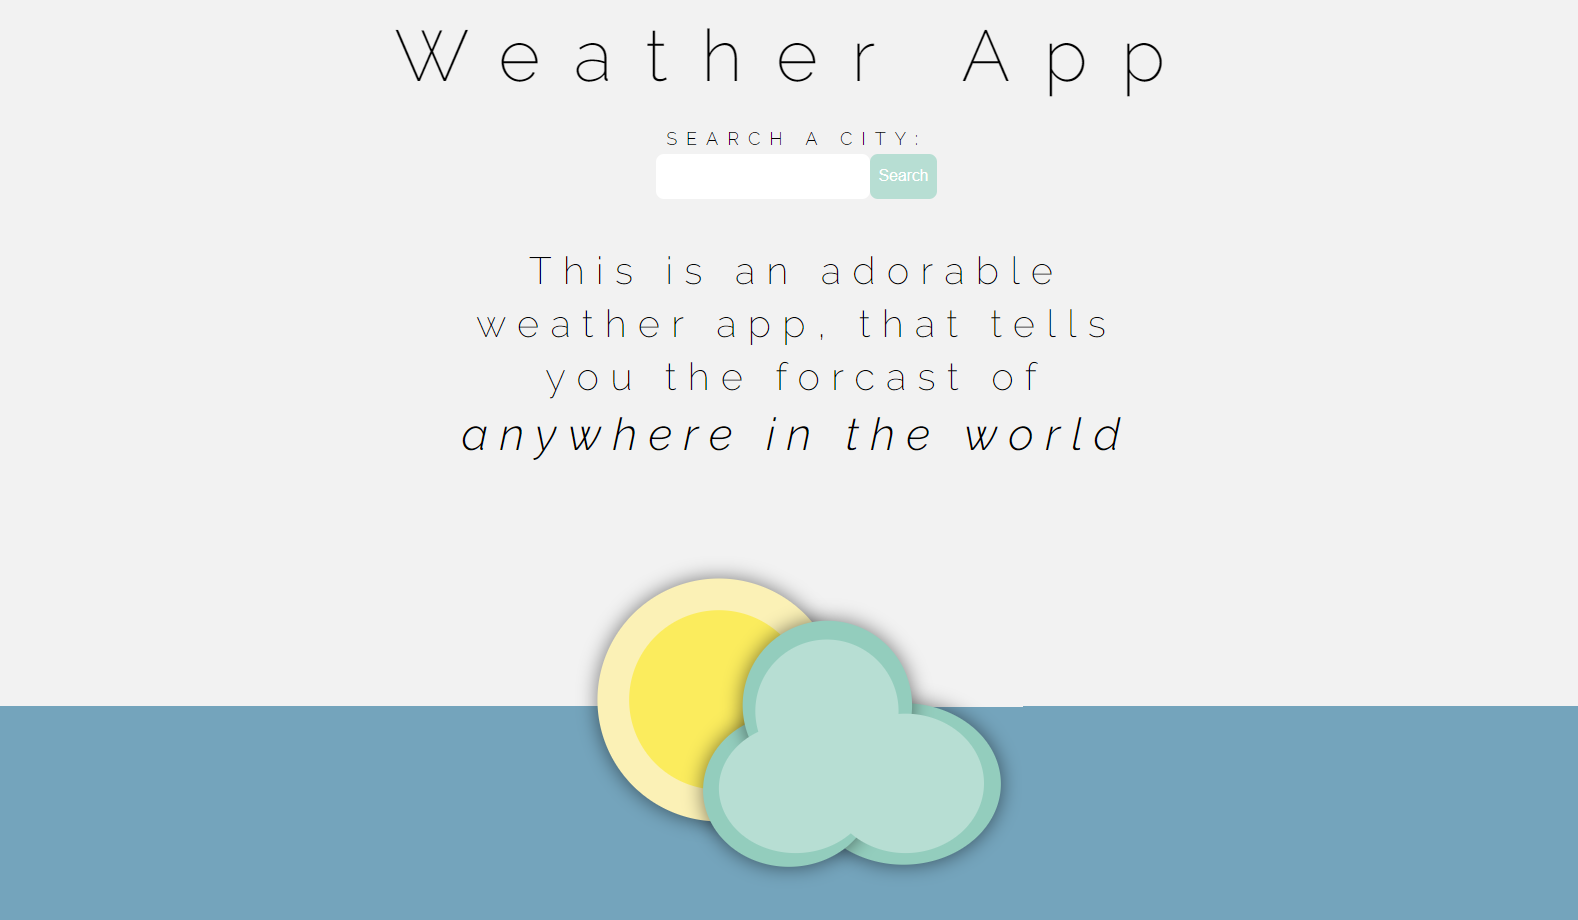 Weather App
SEARCH A CITY:
Search
This is an adorable
weather app, that tells
you the forcast of
anywhere in the world